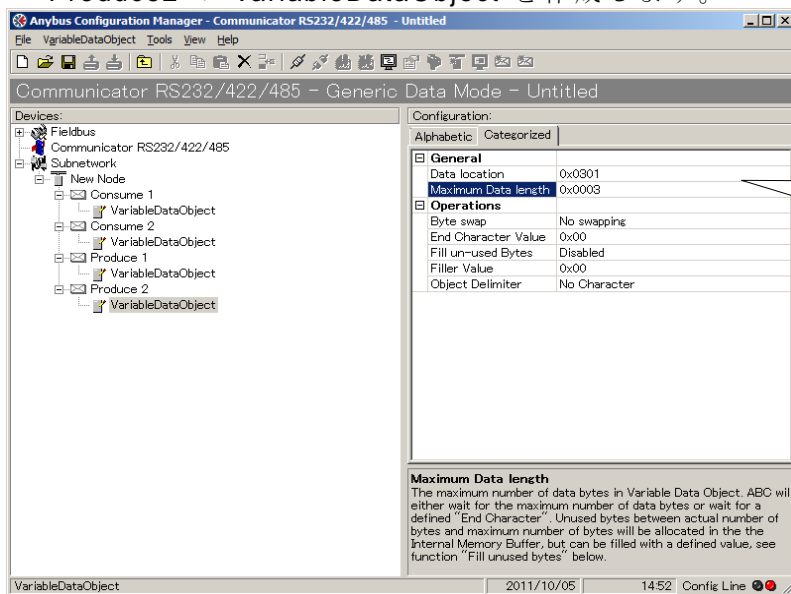 Produce2 の VariableDataObject を作成します。
Anybus Configuration Manager - Communicator RS232/422/485 - Untitled
File VariableDataObject Tools View Help
Communicator RS232/422/485 - Generic Data Mode - Untitled
Devices:
Fieldbus
Communicator RS232/422/485
Subnetwork
New Node
Consume 1
VariableDataObject
Consume 2
VariableDataObject
Produce 1
VariableDataObject
Produce 2
VariableDataObject
Configuration:
Alphabetic Categorized
General
Data location 0x0301
Maximum Data length 0x0003
Operations
Byte swap No swapping
End Character Value 0x00
Fill un-used Bytes Disabled
Filler Value 0x00
Object Delimiter No Character
Maximum Data length
The maximum number of data bytes in Variable Data Object. ABC wil
either wait for the maximum number of data bytes or wait for a
defined "End Character". Unused bytes between actual number of
bytes and maximum number of bytes will be allocated in the the
Internal Memory Buffer, but can be filled with a defined value, see
function "Fill unused bytes" below.
VariableDataObject 2011/10/05 14:52 Config Line